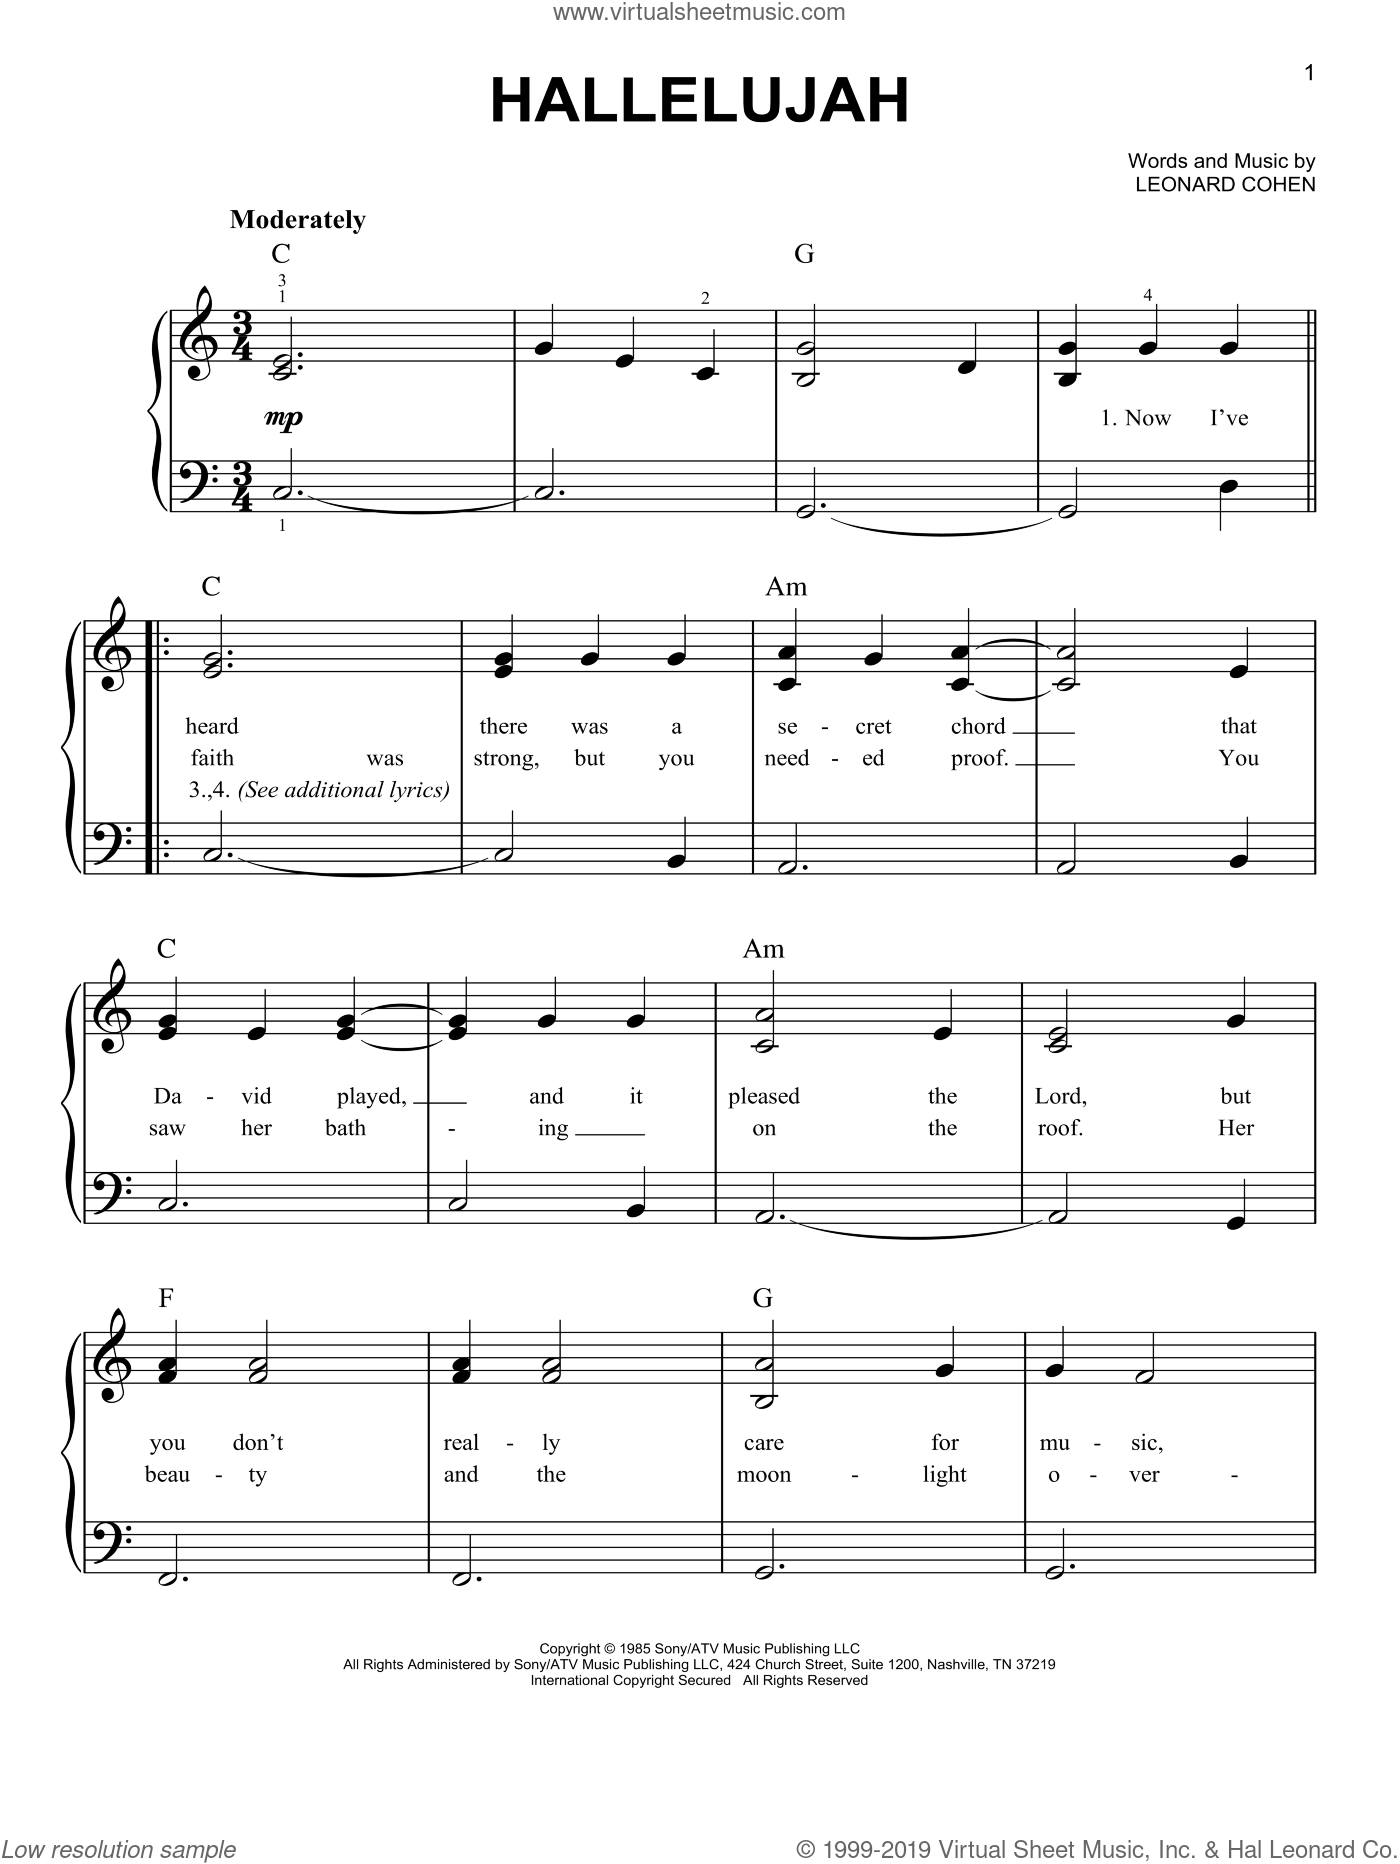 www.virtualsheetmusic.com
1
HALLELUJAH
Words and Music by
LEONARD COHEN
Moderately
C G
3
1 2 4
3 4
mp
1. Now I've
3 4
1
C Am
heard there was a se - cret chord that
faith was strong, but you need - ed proof. You
3.,4. (See additional lyrics)
C Am
Da - vid played, and it pleased the Lord, but
saw her bath - ing on the roof. Her
F G
you don't real - ly care for mu - sic,
beau - ty and the moon - light o - ver -
Copyright © 1985 Sony/ATV Music Publishing LLC
All Rights Administered by Sony/ATV Music Publishing LLC, 424 Church Street, Suite 1200, Nashville, TN 37219
International Copyright Secured All Rights Reserved
Low resolution sample
© 1999-2019 Virtual Sheet Music, Inc. & Hal Leonard Co.